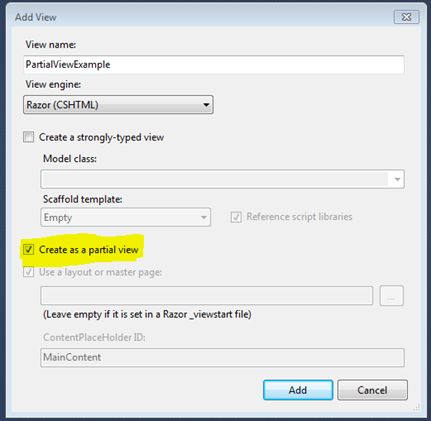 Add View
View name:
PartialViewExample
View engine:
Razor (CSHTML)
Create a strongly-typed view
Model class:
Scaffold template:
Empty
Reference script libraries
Create as a partial view
Use a layout or master page:
...
(Leave empty if it is set in a Razor _viewstart file)
ContentPlaceHolder ID:
MainContent
Add
Cancel